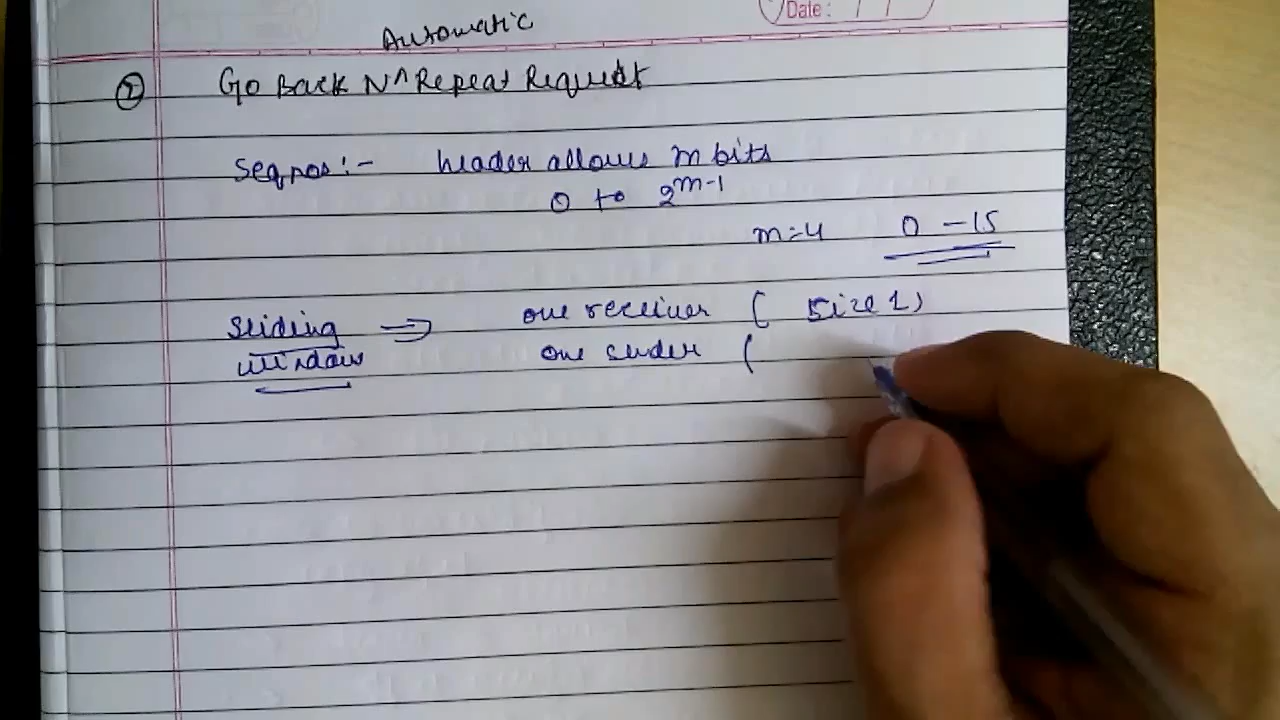 Date : / /
Automatic
② Go Back N ^ Repeat Request
Seq nos :- header allows m bits
0 to 2^m-1
m=4 0 - 15
Sliding ⇒ one receiver ( size 1 )
window one sender (